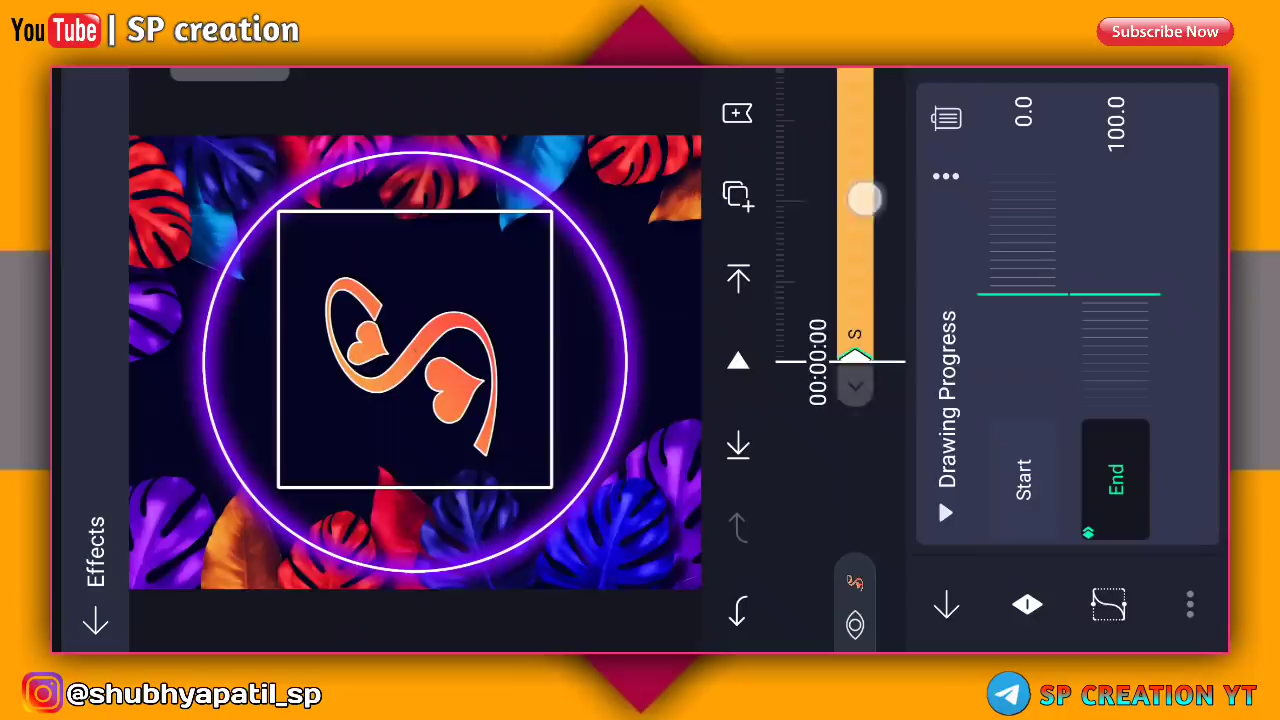 YouTube | SP creation
Subscribe Now
Effects
00:00:00
S
Drawing Progress
Start
0.0
End
100.0
@shubhyapatil_sp
SP CREATION YT